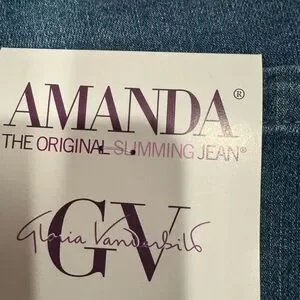 AMANDA®
THE ORIGINAL SLIMMING JEAN®
GV
Gloria Vanderbilt